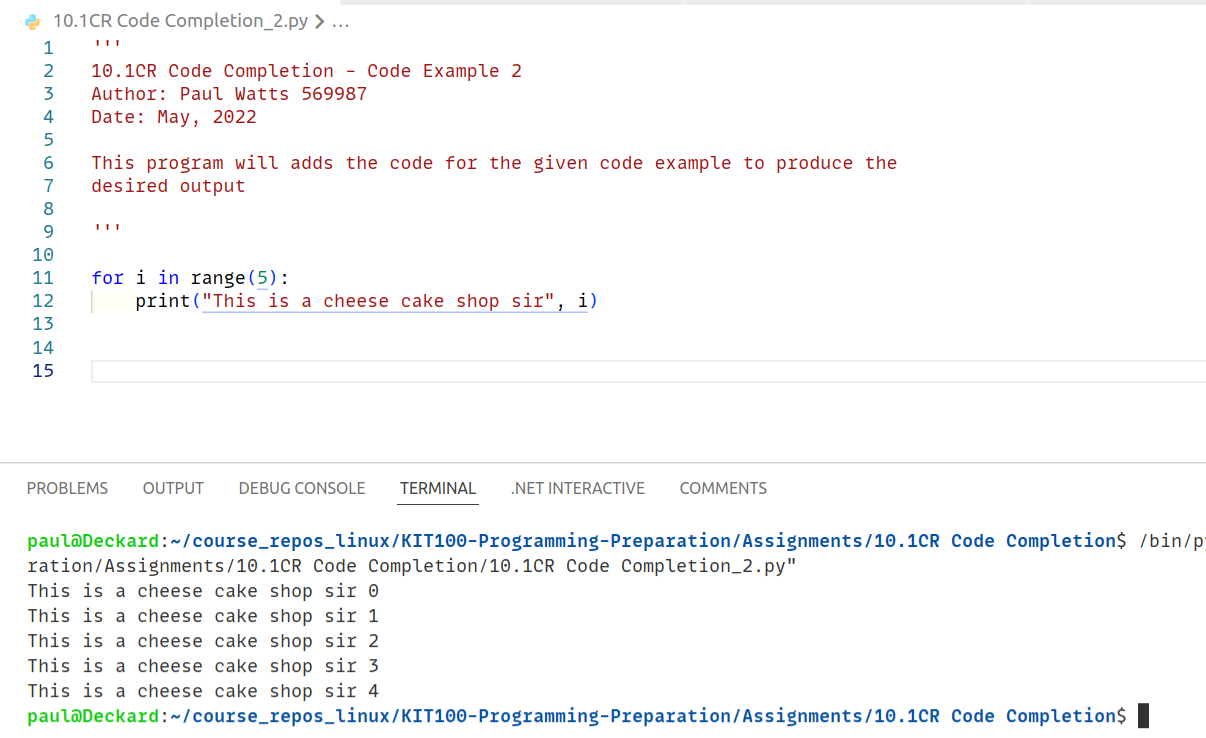 10.1CR Code Completion_2.py > ...
1 '''
2 10.1CR Code Completion - Code Example 2
3 Author: Paul Watts 569987
4 Date: May, 2022
5
6 This program will adds the code for the given code example to produce the
7 desired output
8
9 '''
10
11 for i in range(5):
12     print("This is a cheese cake shop sir", i)
13
14
15
PROBLEMS OUTPUT DEBUG CONSOLE TERMINAL .NET INTERACTIVE COMMENTS
paul@Deckard:~/course_repos_linux/KIT100-Programming-Preparation/Assignments/10.1CR Code Completion$ /bin/py
ration/Assignments/10.1CR Code Completion/10.1CR Code Completion_2.py"
This is a cheese cake shop sir 0
This is a cheese cake shop sir 1
This is a cheese cake shop sir 2
This is a cheese cake shop sir 3
This is a cheese cake shop sir 4
paul@Deckard:~/course_repos_linux/KIT100-Programming-Preparation/Assignments/10.1CR Code Completion$